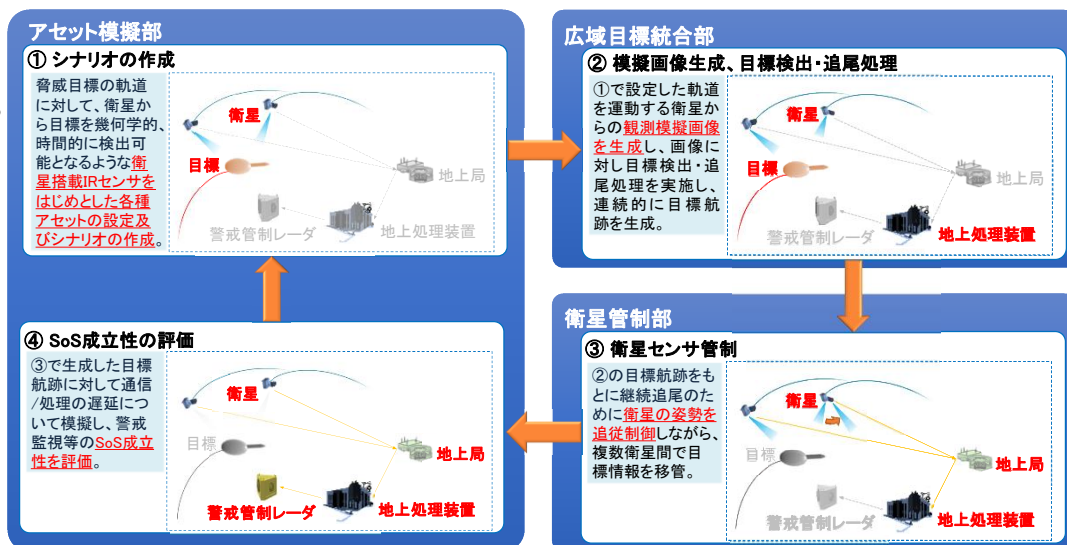 アセット模擬部
① シナリオの作成
脅威目標の軌道
に対して、衛星か
ら目標を幾何学的、
時間的に検出可
能となるような衛
星搭載IRセンサを
はじめとした各種
アセットの設定及
びシナリオの作成。
衛星
目標
地上局
警戒管制レーダ
地上処理装置
広域目標統合部
② 模擬画像生成、目標検出・追尾処理
①で設定した軌道
を運動する衛星か
らの観測模擬画像
を生成し、画像に
対し目標検出・追
尾処理を実施し、
連続的に目標航
跡を生成。
衛星
目標
地上局
警戒管制レーダ
地上処理装置
④ SoS成立性の評価
③で生成した目標
航跡に対して通信
/処理の遅延につ
いて模擬し、警戒
監視等のSoS成立
性を評価。
衛星
目標
地上局
警戒管制レーダ
地上処理装置
衛星管制部
③ 衛星センサ管制
②の目標航跡をも
とに継続追尾のた
めに衛星の姿勢を
追従制御しながら、
複数衛星間で目
標情報を移管。
衛星
目標
地上局
警戒管制レーダ
地上処理装置